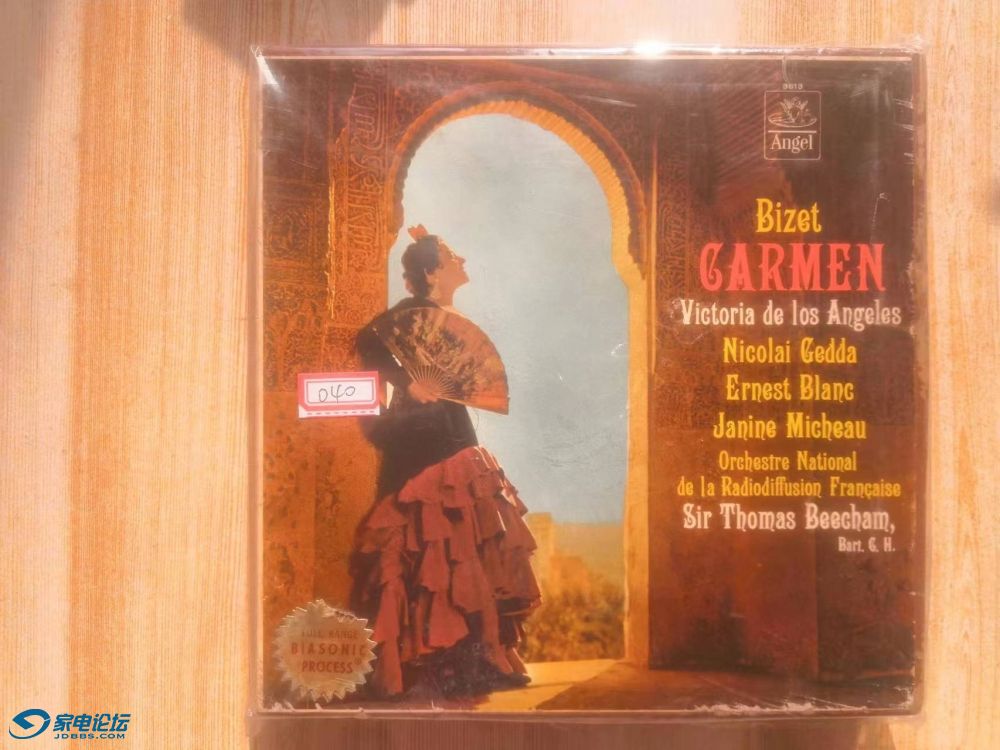 3613
Angel
Bizet
CARMEN
Victoria de los Angeles
Nicolai Gedda
Ernest Blanc
Janine Micheau
Orchestre National
de la Radiodiffusion Française
Sir Thomas Beecham,
Bart. C. H.
040
FULL RANGE
BIASONIC
PROCESS
家电论坛
JDBBS.COM